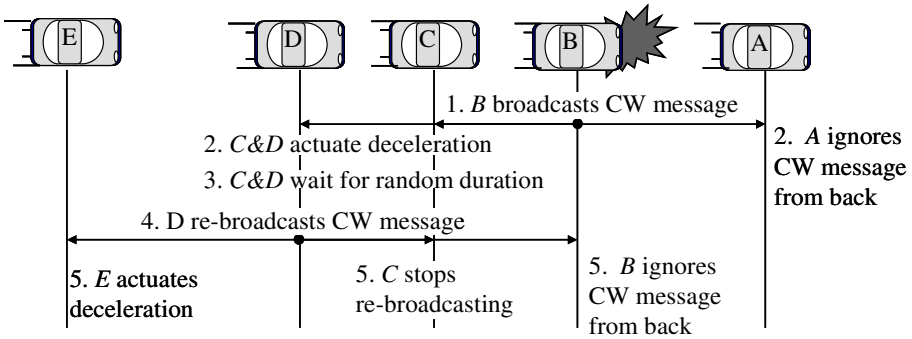 E D C B A
1. B broadcasts CW message
2. C&D actuate deceleration
2. A ignores
CW message
from back
3. C&D wait for random duration
4. D re-broadcasts CW message
5. E actuates
deceleration
5. C stops
re-broadcasting
5. B ignores
CW message
from back